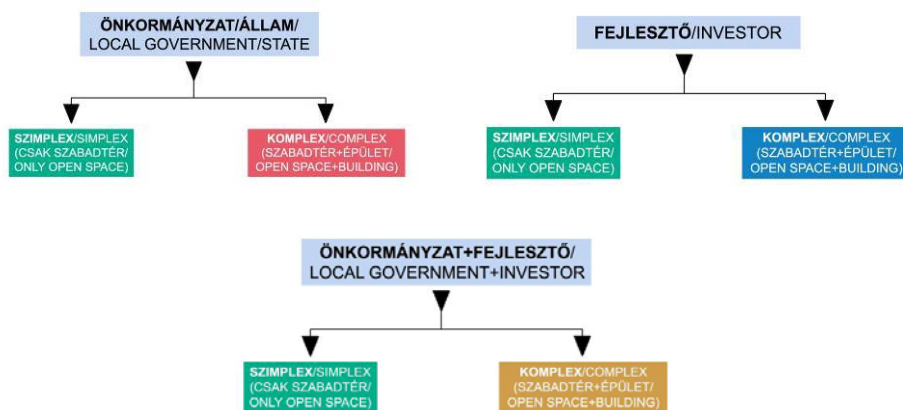 ÖNKORMÁNYZAT/ÁLLAM/
LOCAL GOVERNMENT/STATE
SZIMPLEX/SIMPLEX
(CSAK SZABADTÉR/
ONLY OPEN SPACE)
KOMPLEX/COMPLEX
(SZABADTÉR+ÉPÜLET/
OPEN SPACE+BUILDING)
FEJLESZTŐ/INVESTOR
SZIMPLEX/SIMPLEX
(CSAK SZABADTÉR/
ONLY OPEN SPACE)
KOMPLEX/COMPLEX
(SZABADTÉR+ÉPÜLET/
OPEN SPACE+BUILDING)
ÖNKORMÁNYZAT+FEJLESZTŐ/
LOCAL GOVERNMENT+INVESTOR
SZIMPLEX/SIMPLEX
(CSAK SZABADTÉR/
ONLY OPEN SPACE)
KOMPLEX/COMPLEX
(SZABADTÉR+ÉPÜLET/
OPEN SPACE+BUILDING)